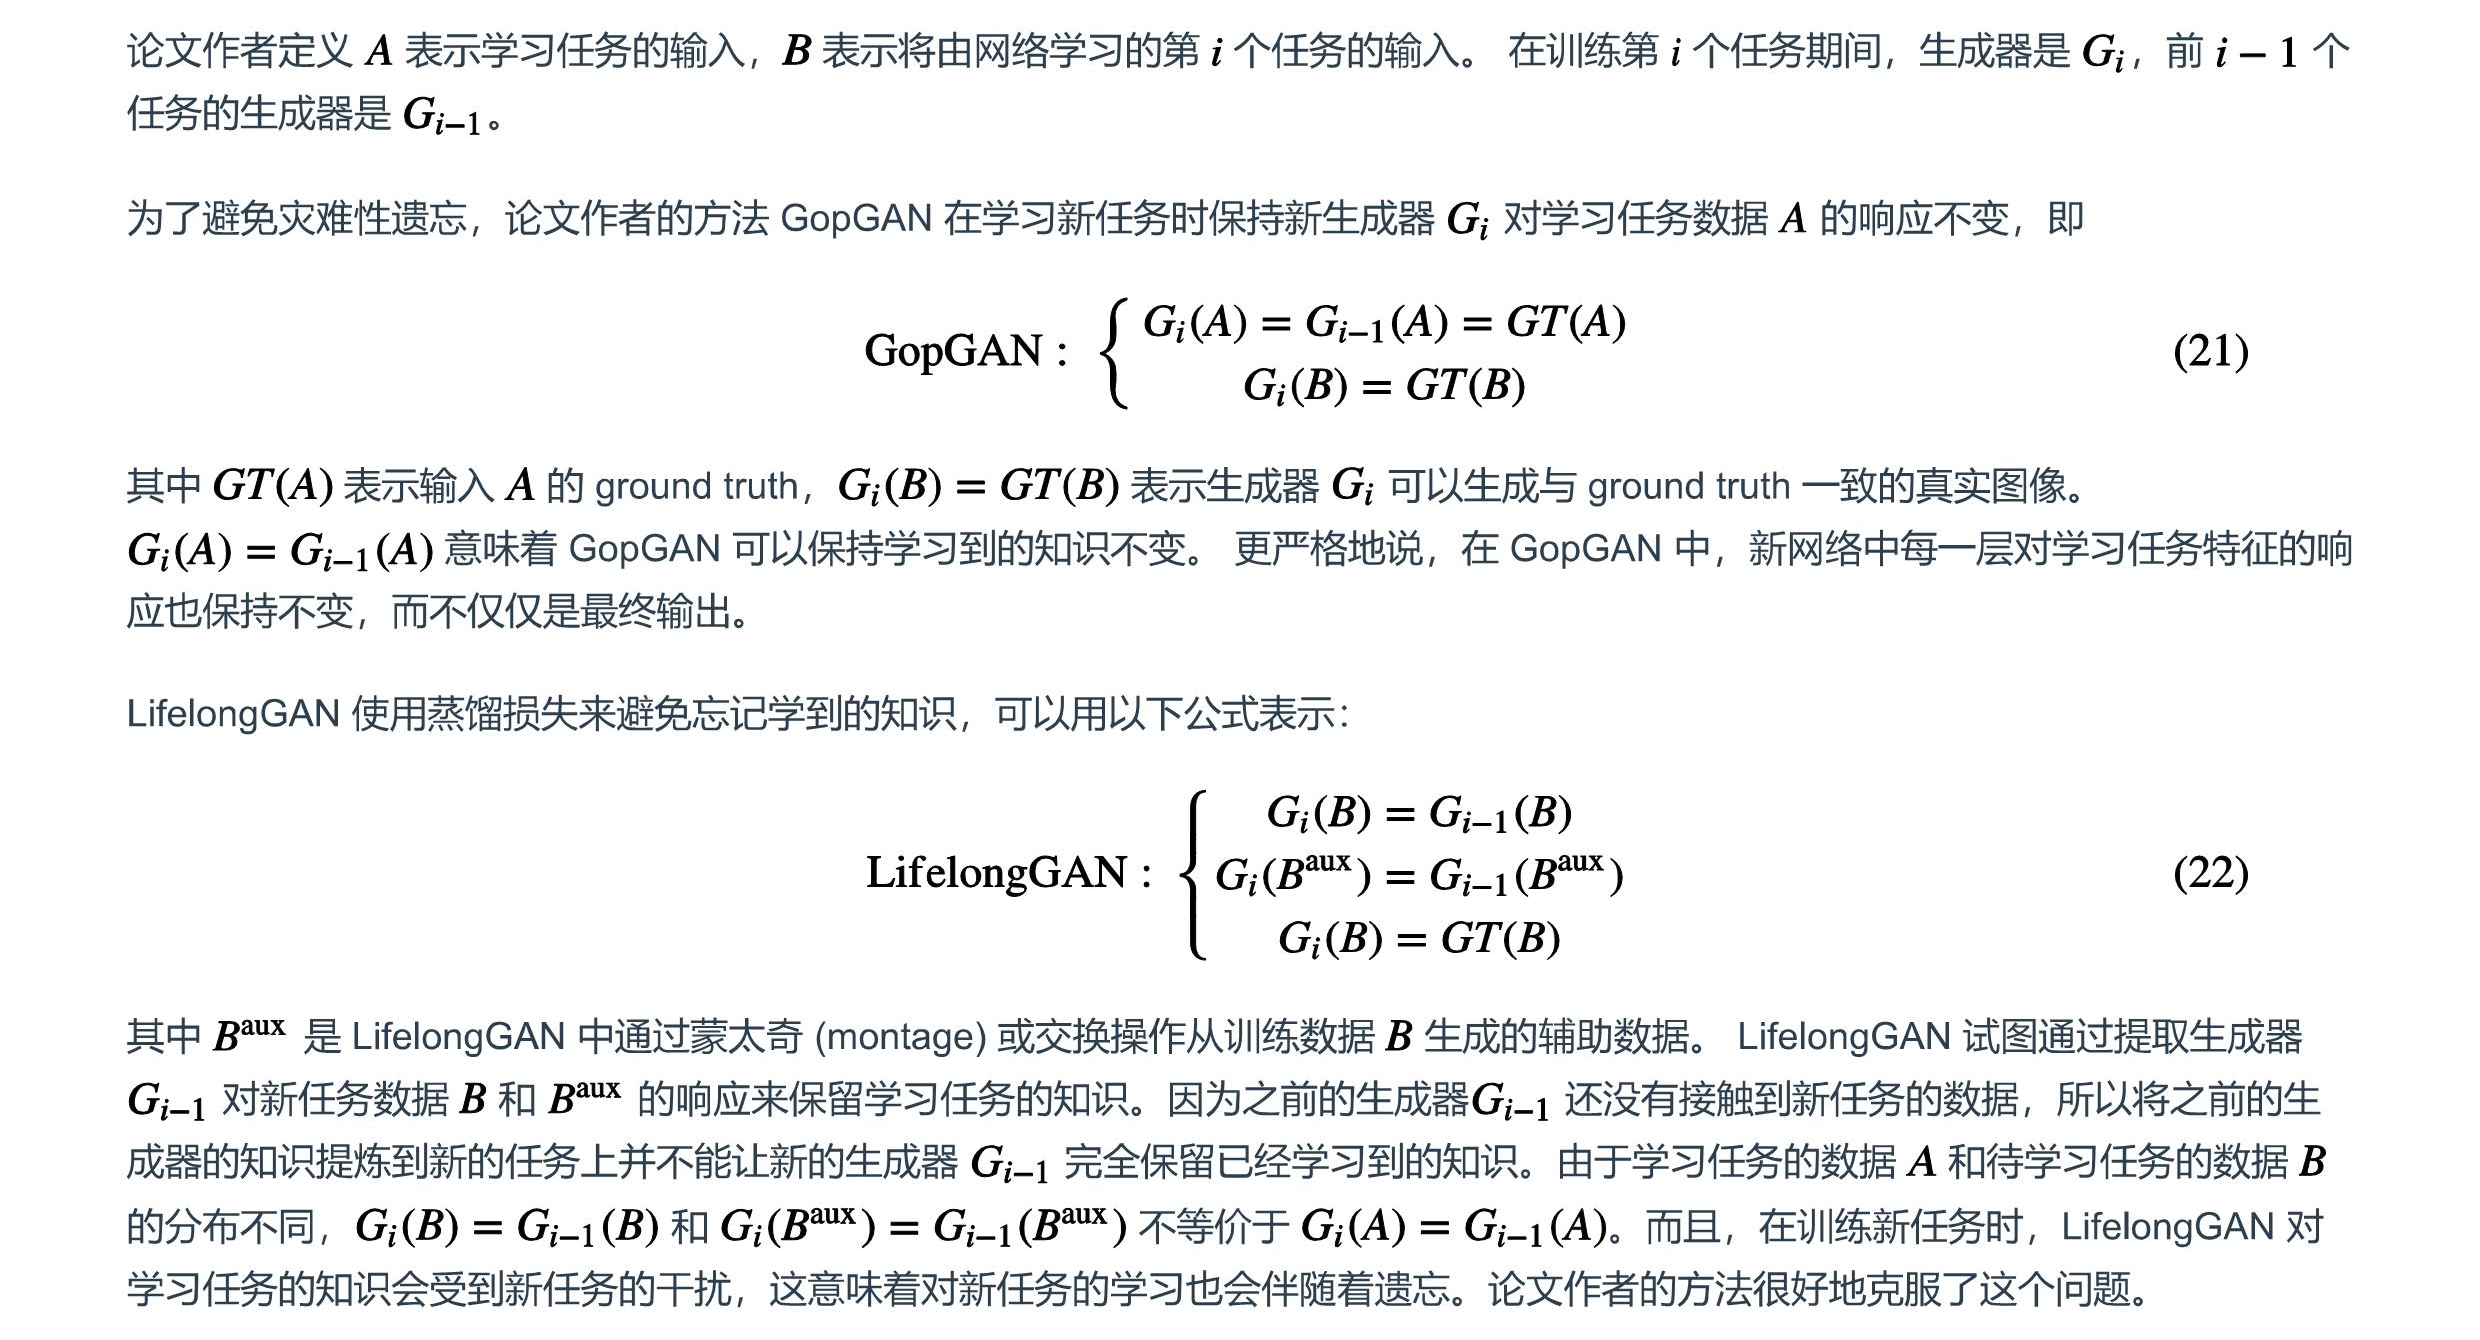 论文作者定义 A 表示学习任务的输入，B 表示将由网络学习的第 i 个任务的输入。 在训练第 i 个任务期间，生成器是 G_i，前 i − 1 个
任务的生成器是 G_{i−1}。
为了避免灾难性遗忘，论文作者的方法 GopGAN 在学习新任务时保持新生成器 G_i 对学习任务数据 A 的响应不变，即
GopGAN : { G_i(A) = G_{i−1}(A) = GT(A)
G_i(B) = GT(B) (21)
其中 GT(A) 表示输入 A 的 ground truth，G_i(B) = GT(B) 表示生成器 G_i 可以生成与 ground truth 一致的真实图像。
G_i(A) = G_{i−1}(A) 意味着 GopGAN 可以保持学习到的知识不变。 更严格地说，在 GopGAN 中，新网络中每一层对学习任务特征的响
应也保持不变，而不仅仅是最终输出。
LifelongGAN 使用蒸馏损失来避免忘记学到的知识，可以用以下公式表示：
LifelongGAN : { G_i(B) = G_{i−1}(B)
G_i(B^{aux}) = G_{i−1}(B^{aux})
G_i(B) = GT(B) (22)
其中 B^{aux} 是 LifelongGAN 中通过蒙太奇 (montage) 或交换操作从训练数据 B 生成的辅助数据。 LifelongGAN 试图通过提取生成器
G_{i−1} 对新任务数据 B 和 B^{aux} 的响应来保留学习任务的知识。因为之前的生成器G_{i−1} 还没有接触到新任务的数据，所以将之前的生
成器的知识提炼到新的任务上并不能让新的生成器 G_{i−1} 完全保留已经学习到的知识。由于学习任务的数据 A 和待学习任务的数据 B
的分布不同，G_i(B) = G_{i−1}(B) 和 G_i(B^{aux}) = G_{i−1}(B^{aux}) 不等价于 G_i(A) = G_{i−1}(A)。而且，在训练新任务时，LifelongGAN 对
学习任务的知识会受到新任务的干扰，这意味着对新任务的学习也会伴随着遗忘。论文作者的方法很好地克服了这个问题。